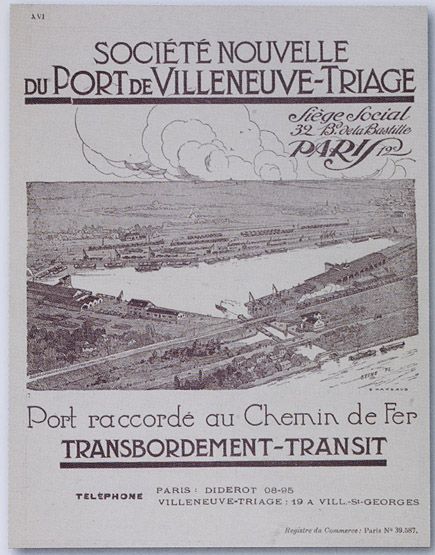 XVI
SOCIÉTÉ NOUVELLE
DU PORT DE VILLENEUVE-TRIAGE
Siège Social
32 Bd. de la Bastille
PARIS 12e
SEINE
Port raccordé au Chemin de Fer
TRANSBORDEMENT-TRANSIT
TÉLÉPHONE
PARIS : DIDEROT 08-95
VILLENEUVE-TRIAGE : 19 A VILL.-St-GEORGES
Registre du Commerce : Paris No 39.587.